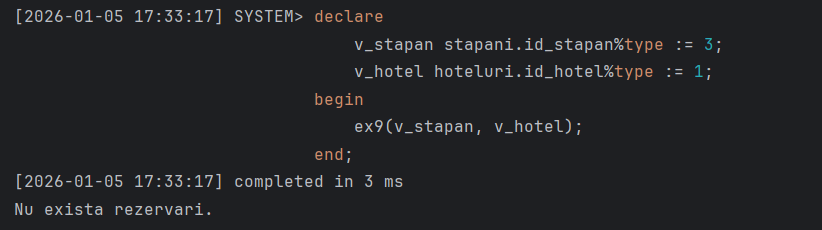 [2026-01-05 17:33:17] SYSTEM> declare
v_stapan stapani.id_stapan%type := 3;
v_hotel hoteluri.id_hotel%type := 1;
begin
ex9(v_stapan, v_hotel);
end;
[2026-01-05 17:33:17] completed in 3 ms
Nu exista rezervari.